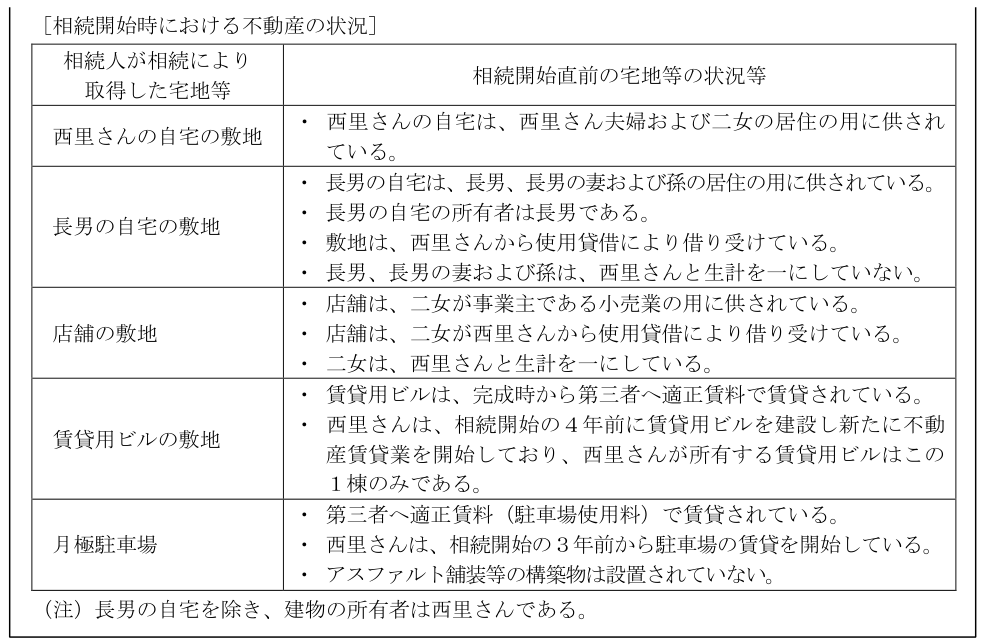 ［相続開始時における不動産の状況］
相続人が相続により
取得した宅地等
相続開始直前の宅地等の状況等
西里さんの自宅の敷地
・ 西里さんの自宅は、西里さん夫婦および二女の居住の用に供され
ている。
長男の自宅の敷地
・ 長男の自宅は、長男、長男の妻および孫の居住の用に供されている。
・ 長男の自宅の所有者は長男である。
・ 敷地は、西里さんから使用貸借により借り受けている。
・ 長男、長男の妻および孫は、西里さんと生計を一にしていない。
店舗の敷地
・ 店舗は、二女が事業主である小売業の用に供されている。
・ 店舗は、二女が西里さんから使用貸借により借り受けている。
・ 二女は、西里さんと生計を一にしている。
賃貸用ビルの敷地
・ 賃貸用ビルは、完成時から第三者へ適正賃料で賃貸されている。
・ 西里さんは、相続開始の４年前に賃貸用ビルを建設し新たに不動
産賃貸業を開始しており、西里さんが所有する賃貸用ビルはこの
１棟のみである。
月極駐車場
・ 第三者へ適正賃料（駐車場使用料）で賃貸されている。
・ 西里さんは、相続開始の３年前から駐車場の賃貸を開始している。
・ アスファルト舗装等の構築物は設置されていない。
（注）長男の自宅を除き、建物の所有者は西里さんである。